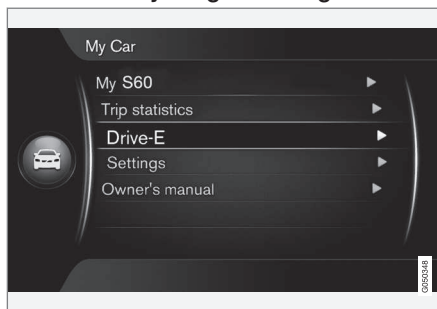 My Car
My S60
Trip statistics
Drive-E
Settings
Owner's manual
G050348